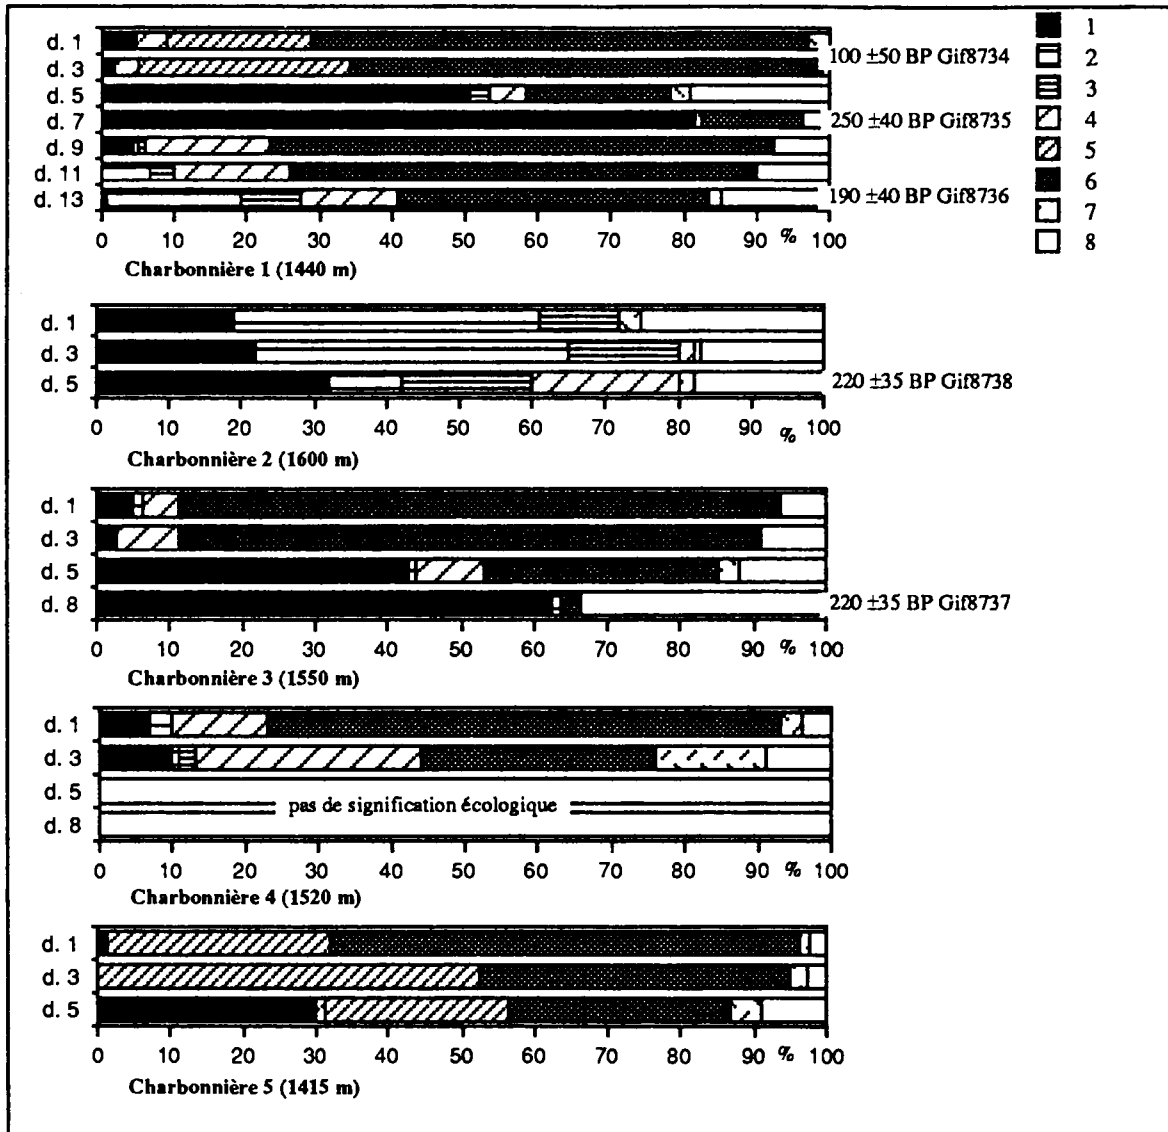 d. 1
d. 3
100 ±50 BP Gif8734
d. 5
d. 7
250 ±40 BP Gif8735
d. 9
d. 11
d. 13
190 ±40 BP Gif8736
0 10 20 30 40 50 60 70 80 90 % 100
Charbonnière 1 (1440 m)
1
2
3
4
5
6
7
8
d. 1
d. 3
d. 5
220 ±35 BP Gif8738
0 10 20 30 40 50 60 70 80 90 % 100
Charbonnière 2 (1600 m)
d. 1
d. 3
d. 5
d. 8
220 ±35 BP Gif8737
0 10 20 30 40 50 60 70 80 90 % 100
Charbonnière 3 (1550 m)
d. 1
d. 3
d. 5
pas de signification écologique
d. 8
0 10 20 30 40 50 60 70 80 90 % 100
Charbonnière 4 (1520 m)
d. 1
d. 3
d. 5
0 10 20 30 40 50 60 70 80 90 % 100
Charbonnière 5 (1415 m)